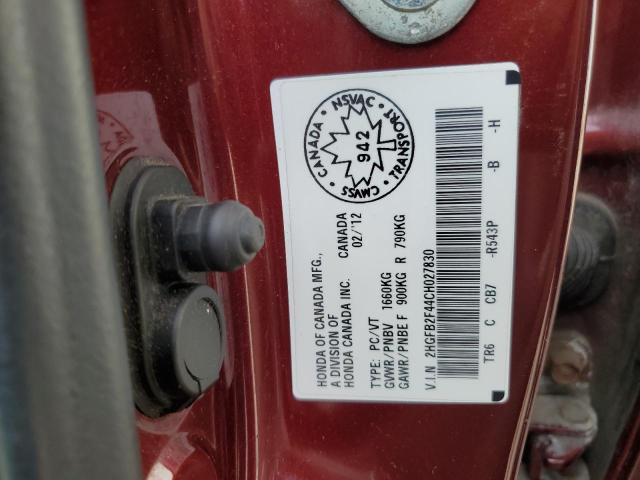 HONDA OF CANADA MFG.,
A DIVISION OF
HONDA CANADA INC.
CANADA
02/'12
TYPE: PC/VT
GVWR/PNBV 1660KG
GAWR/PNBE F 900KG R 790KG
V.I.N 2HGFB2F44CH027830
TR6 C CB7 -R543P -B -H
CANADA • NSVAC • TRANSPORT • CMVSS •
942